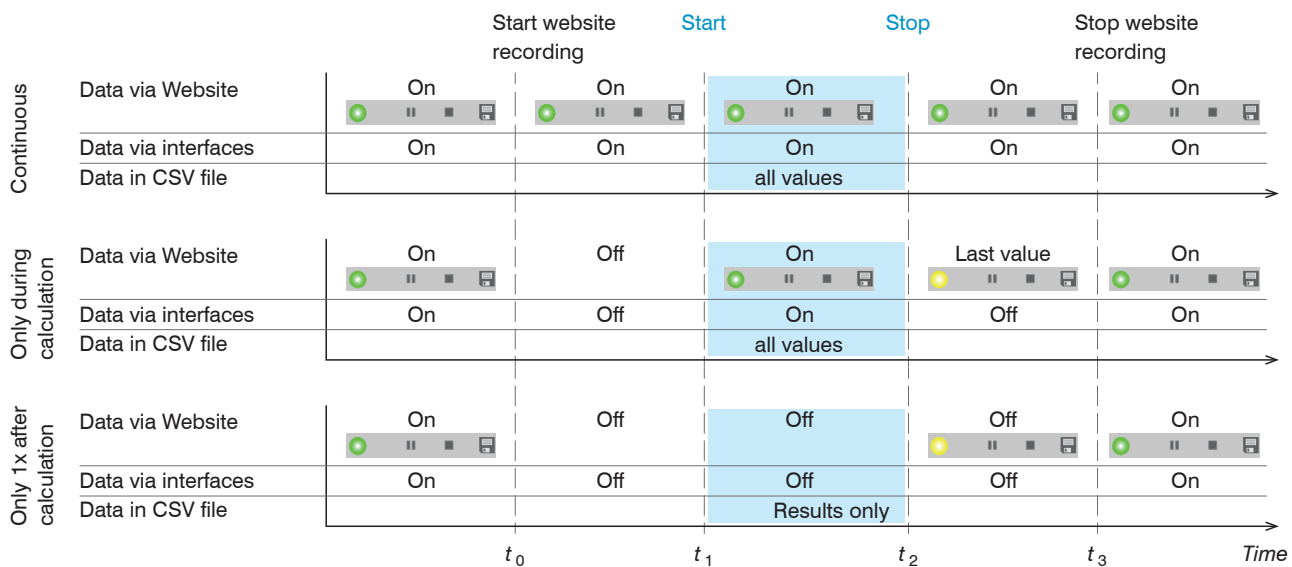 Start website recording
Start
Stop
Stop website recording
Continuous
Data via Website On On On On On
Data via interfaces On On On On On
Data in CSV file all values
Only during calculation
Data via Website On Off On Last value On
Data via interfaces On Off On Off On
Data in CSV file all values
Only 1x after calculation
Data via Website On Off Off Off On
Data via interfaces On Off Off Off On
Data in CSV file Results only
t0 t1 t2 t3 Time